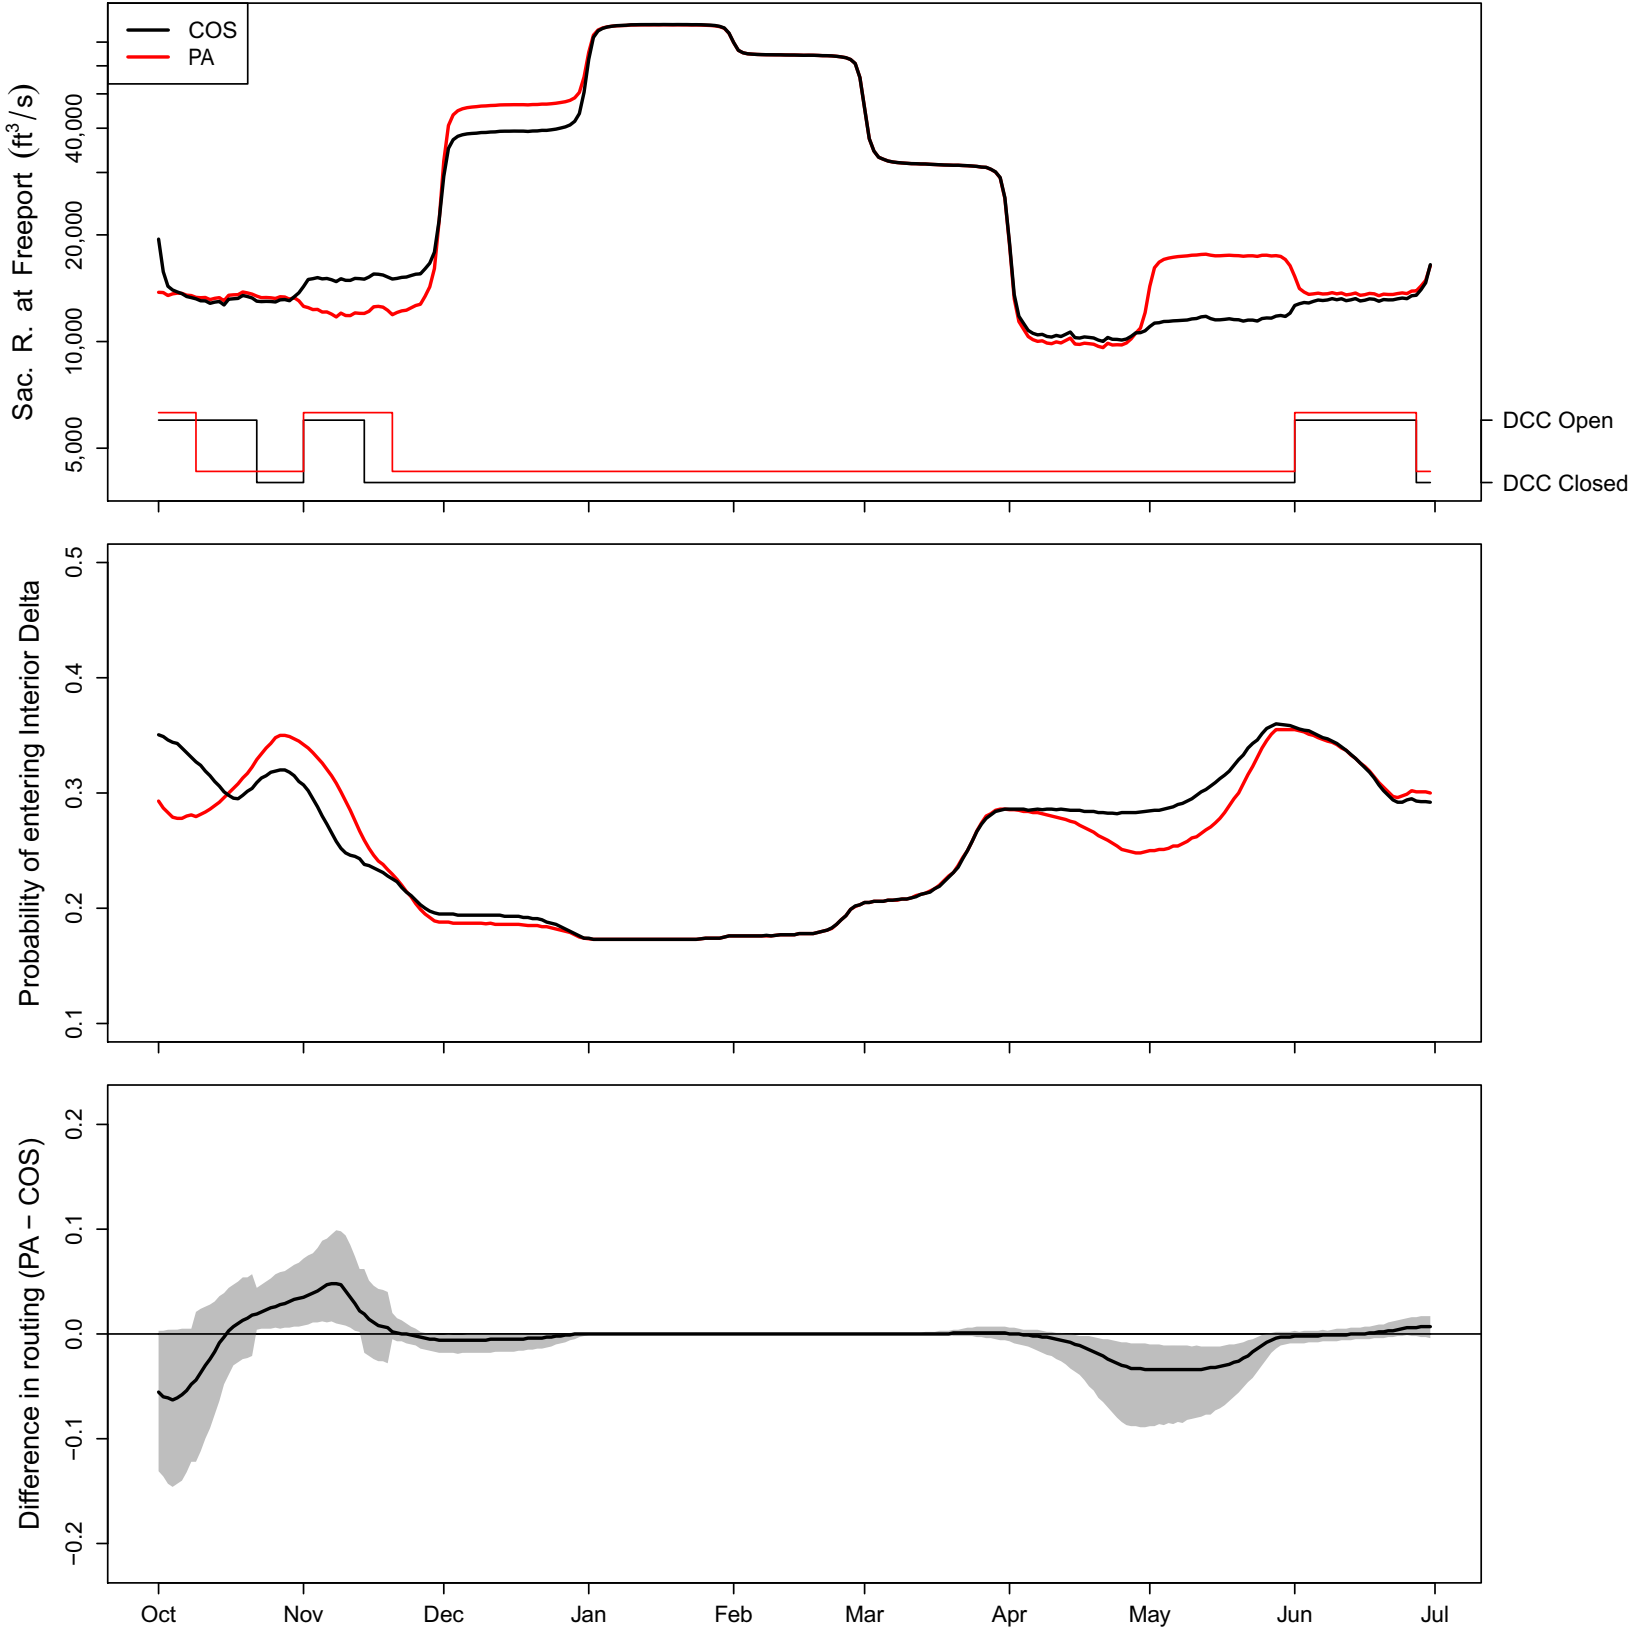 COS
PA
Sac. R. at Freeport (ft³/s)
40,000
20,000
10,000
5,000
DCC Open
DCC Closed
Probability of entering Interior Delta
0.5
0.4
0.3
0.2
0.1
Difference in routing (PA − COS)
0.2
0.1
0.0
−0.1
−0.2
Oct Nov Dec Jan Feb Mar Apr May Jun Jul